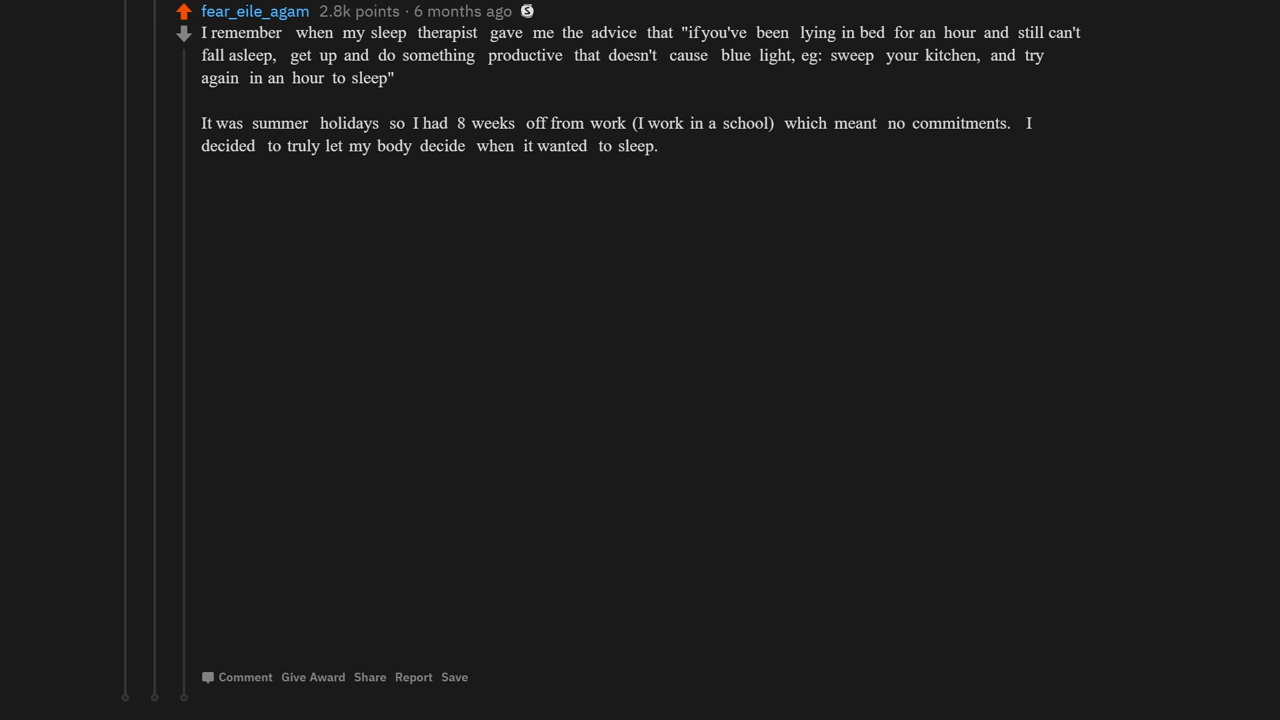 fear_eile_agam 2.8k points · 6 months ago
I remember when my sleep therapist gave me the advice that "if you've been lying in bed for an hour and still can't
fall asleep, get up and do something productive that doesn't cause blue light, eg: sweep your kitchen, and try
again in an hour to sleep"
It was summer holidays so I had 8 weeks off from work (I work in a school) which meant no commitments. I
decided to truly let my body decide when it wanted to sleep.
Comment Give Award Share Report Save